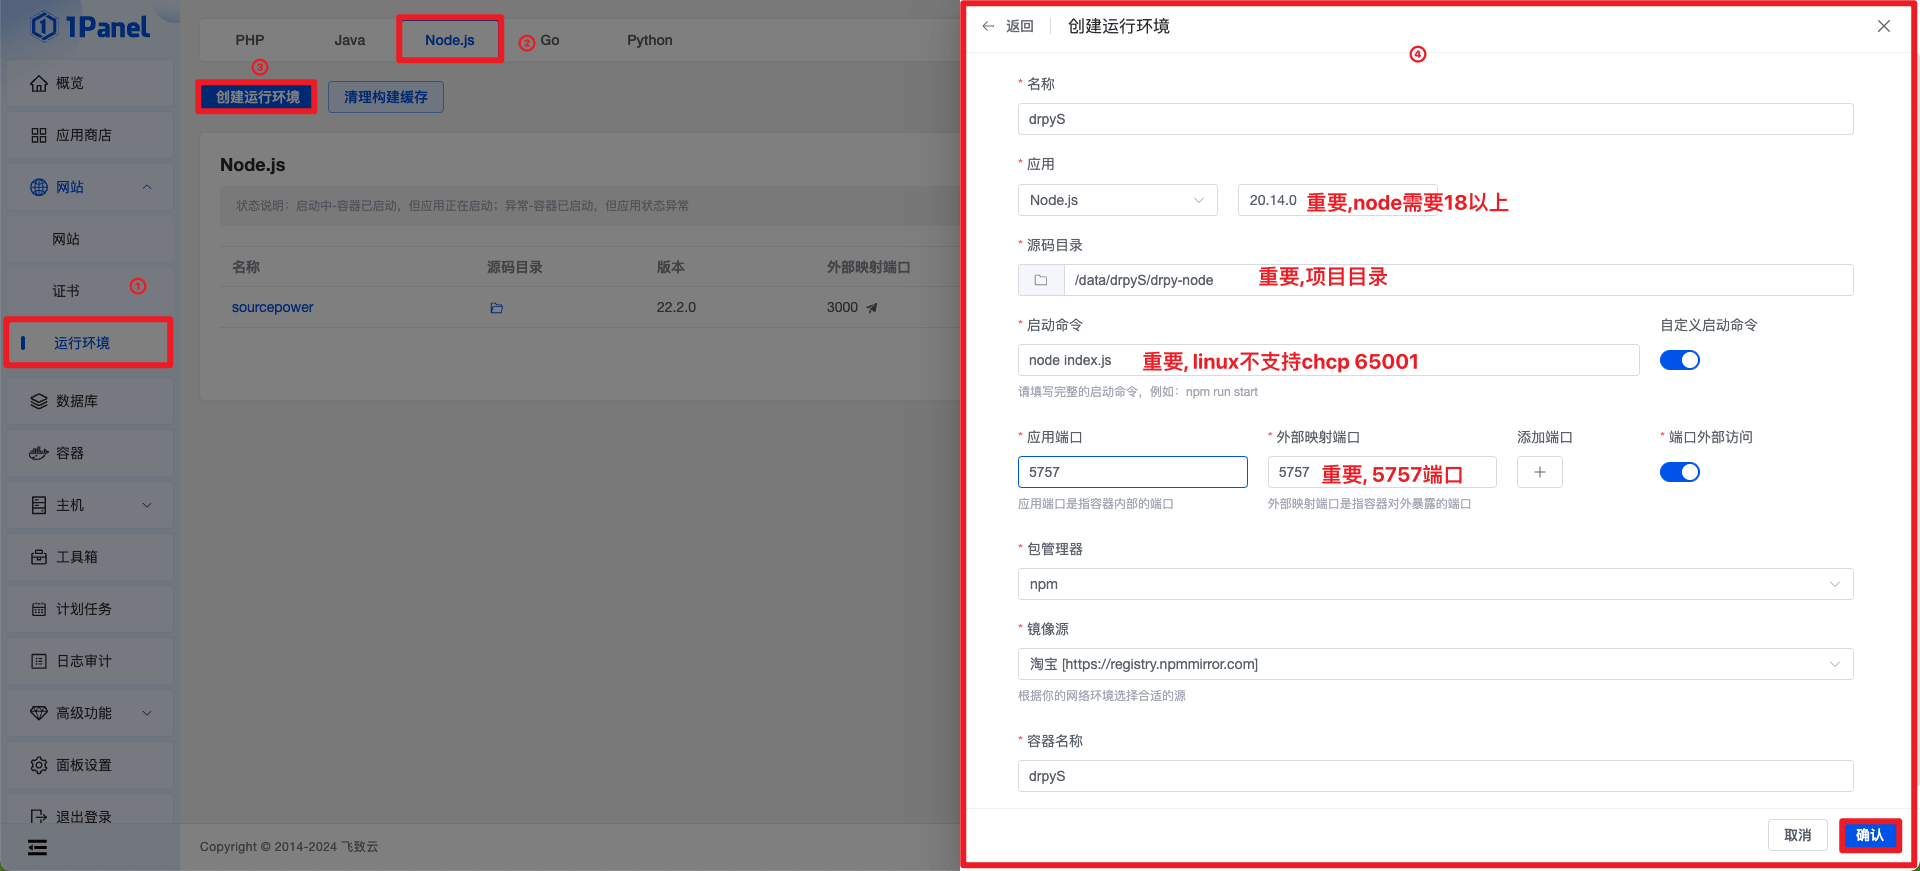 1Panel
概览
应用商店
网站
网站
证书
①
运行环境
数据库
容器
主机
工具箱
计划任务
日志审计
高级功能
面板设置
退出登录
PHP
Java
Node.js
②
Go
Python
③
创建运行环境
清理构建缓存
Node.js
状态说明：启动中-容器已启动，但应用正在启动；异常-容器已启动，但应用状态异常
名称 源码目录 版本 外部映射端口
sourcepower 22.2.0 3000
Copyright © 2014-2024 飞致云
返回 创建运行环境
④
* 名称
drpyS
* 应用
Node.js 20.14.0 重要,node需要18以上
* 源码目录
/data/drpyS/drpy-node 重要,项目目录
* 启动命令 自定义启动命令
node index.js 重要, linux不支持chcp 65001
请填写完整的启动命令，例如：npm run start
* 应用端口 * 外部映射端口 添加端口 * 端口外部访问
5757 5757 重要, 5757端口
应用端口是指容器内部的端口 外部映射端口是指容器对外暴露的端口
* 包管理器
npm
* 镜像源
淘宝 [https://registry.npmmirror.com]
根据你的网络环境选择合适的源
* 容器名称
drpyS
取消 确认